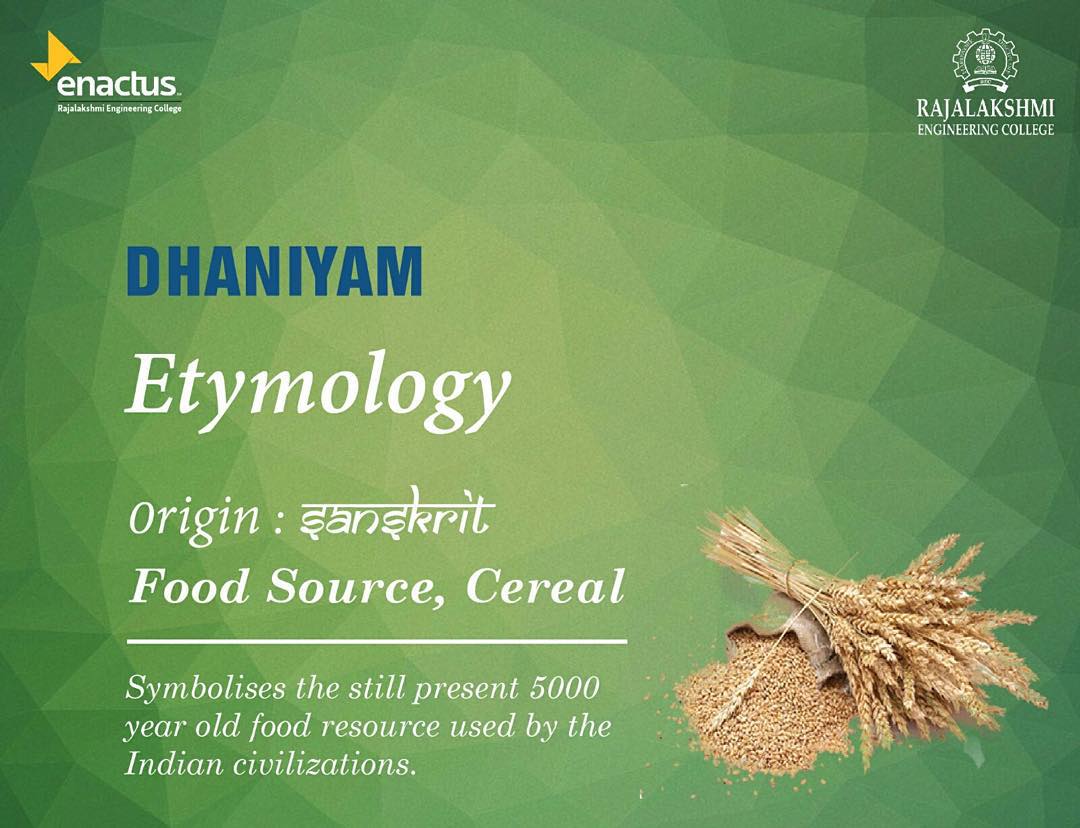 enactus
Rajalakshmi Engineering College
RAJALAKSHMI
ENGINEERING COLLEGE
DHANIYAM
Etymology
Origin : sanskrit
Food Source, Cereal
Symbolises the still present 5000
year old food resource used by the
Indian civilizations.